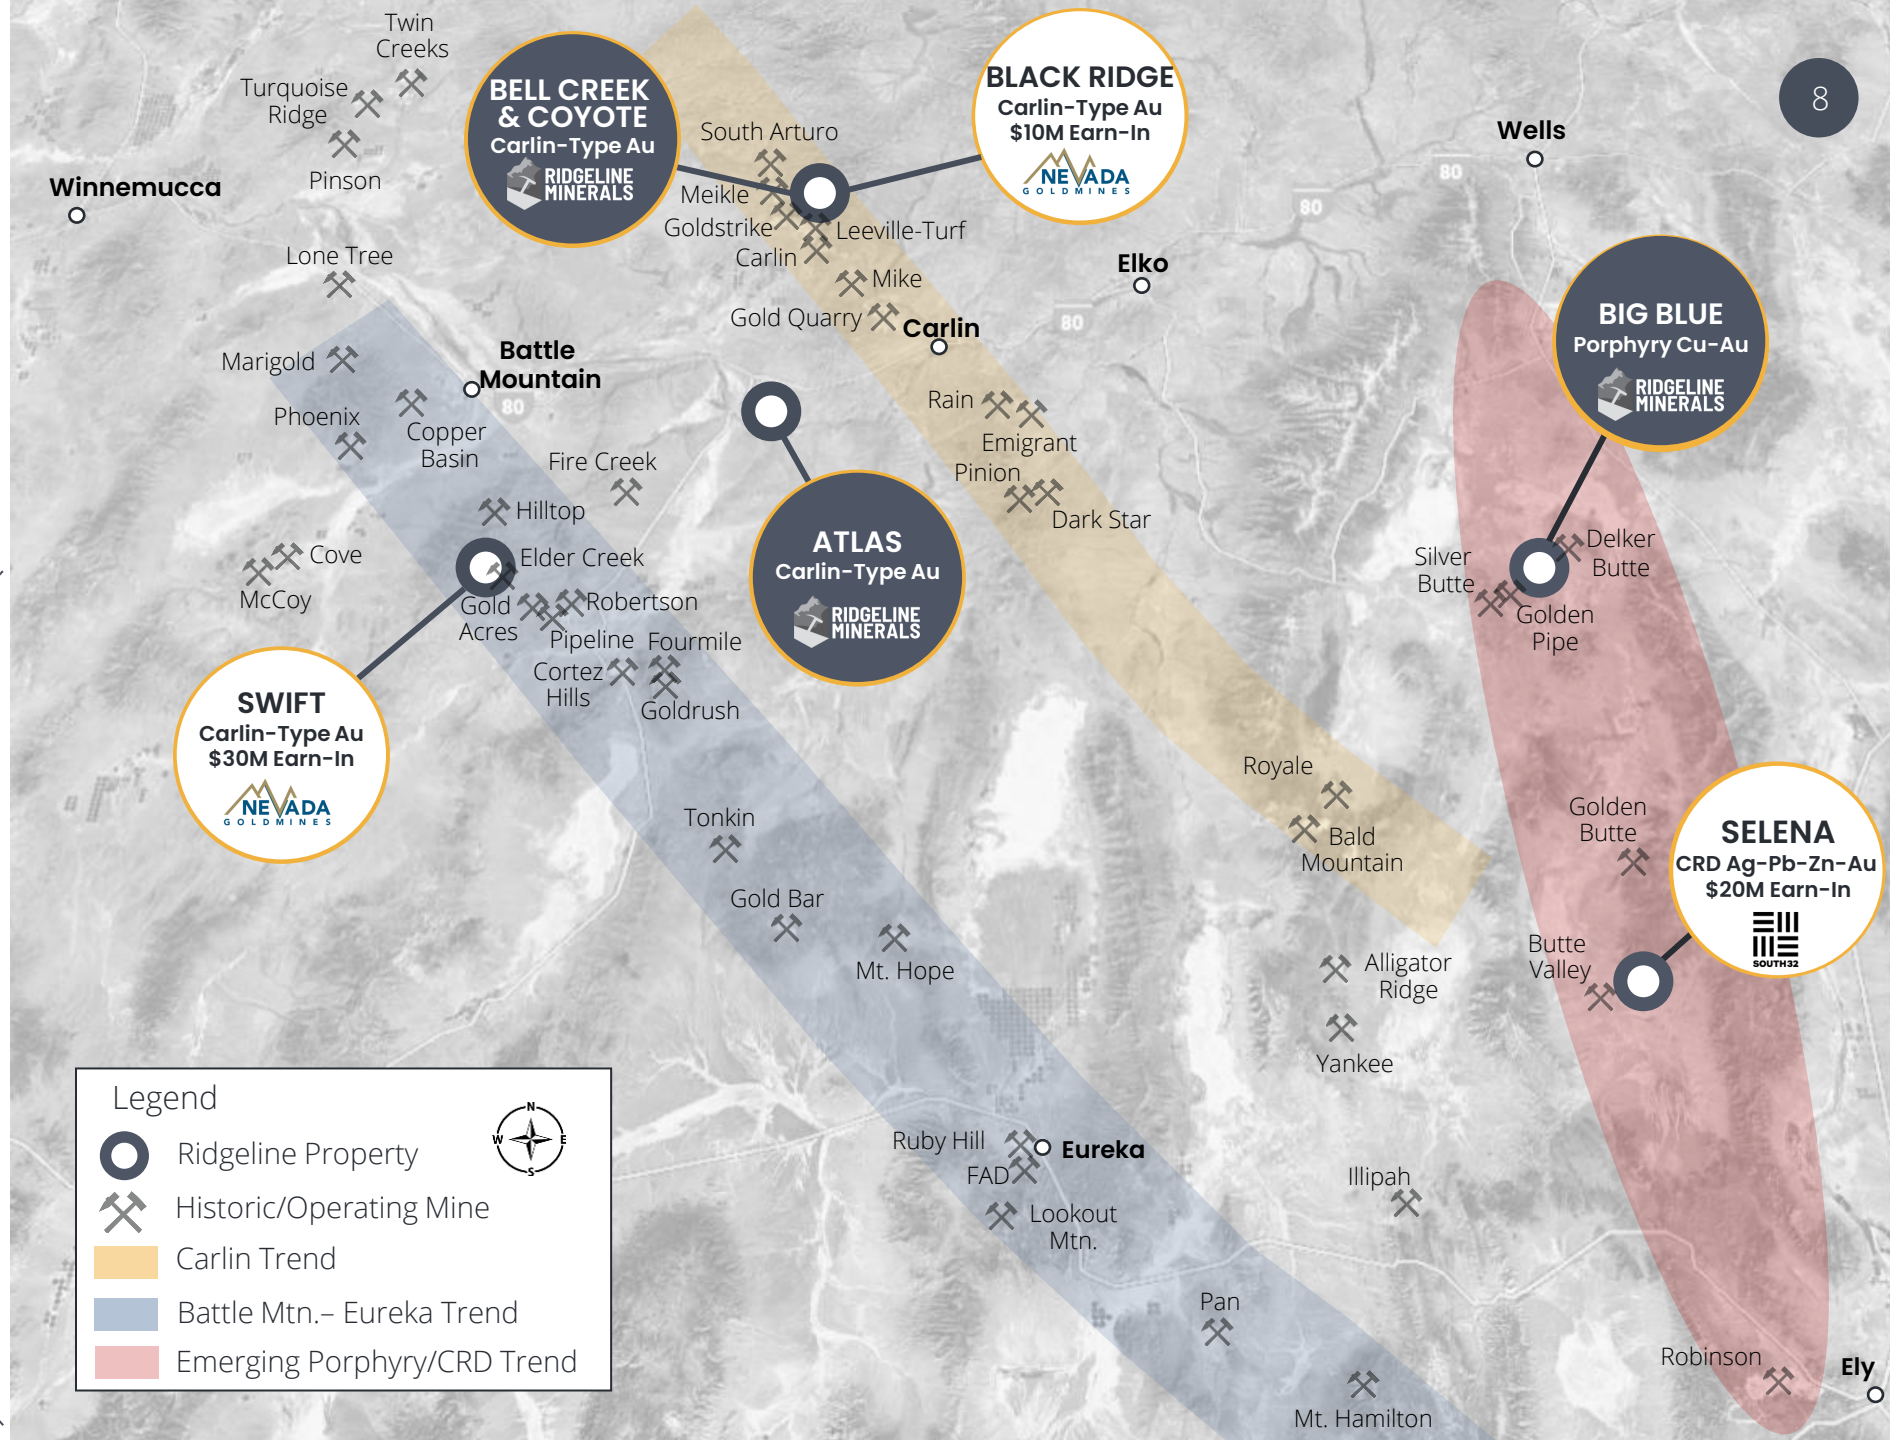 Twin
Creeks
Turquoise
Ridge
Pinson
Winnemucca
Lone Tree
BELL CREEK
& COYOTE
Carlin-Type Au
RIDGELINE
MINERALS
BLACK RIDGE
Carlin-Type Au
$10M Earn-In
NEVADA
GOLDMINES
8
South Arturo
Meikle
Goldstrike
Leeville-Turf
Carlin
Mike
Gold Quarry
Carlin
Elko
Wells
80
80
80
80
BIG BLUE
Porphyry Cu-Au
RIDGELINE
MINERALS
Marigold
Battle
Mountain
Phoenix
Copper
Basin
Fire Creek
Hilltop
Rain
Emigrant
Pinion
Dark Star
Cove
McCoy
Elder Creek
Gold
Acres
Robertson
Pipeline
Fourmile
Cortez
Hills
Goldrush
ATLAS
Carlin-Type Au
RIDGELINE
MINERALS
Silver
Butte
Delker
Butte
Golden
Pipe
SWIFT
Carlin-Type Au
$30M Earn-In
NEVADA
GOLDMINES
Tonkin
Gold Bar
Mt. Hope
Royale
Bald
Mountain
Golden
Butte
SELENA
CRD Ag-Pb-Zn-Au
$20M Earn-In
SOUTH32
Butte
Valley
Alligator
Ridge
Yankee
Ruby Hill
Eureka
FAD
Lookout
Mtn.
Illipah
Pan
Mt. Hamilton
Robinson
Ely
Legend
N
W
E
S
Ridgeline Property
Historic/Operating Mine
Carlin Trend
Battle Mtn.– Eureka Trend
Emerging Porphyry/CRD Trend